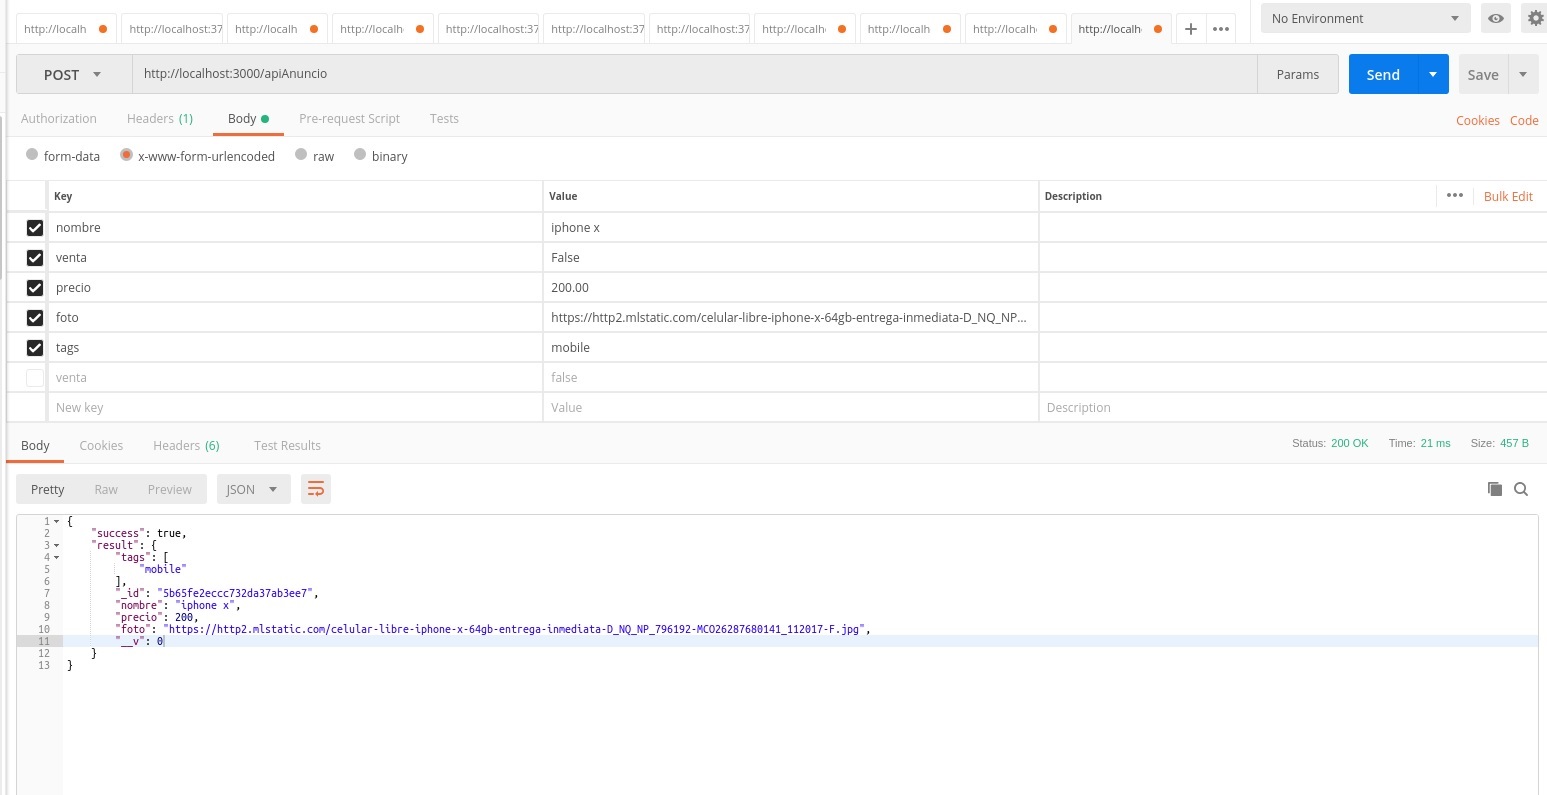 http://localh http://localhost:37 http://localh http://localh http://localhost:37 http://localhost:37 http://localhost:37 http://localh http://localh http://localh http://localh + ••• No Environment
POST http://localhost:3000/apiAnuncio Params Send Save
Authorization Headers (1) Body Pre-request Script Tests Cookies Code
form-data x-www-form-urlencoded raw binary
Key Value Description ••• Bulk Edit
nombre iphone x
venta False
precio 200.00
foto https://http2.mlstatic.com/celular-libre-iphone-x-64gb-entrega-inmediata-D_NQ_NP...
tags mobile
venta false
New key Value Description
Body Cookies Headers (6) Test Results Status: 200 OK Time: 21 ms Size: 457 B
Pretty Raw Preview JSON
1 {
2 "success": true,
3 "result": {
4 "tags": [
5 "mobile"
6 ],
7 "_id": "5b65fe2eccc732da37ab3ee7",
8 "nombre": "iphone x",
9 "precio": 200,
10 "foto": "https://http2.mlstatic.com/celular-libre-iphone-x-64gb-entrega-inmediata-D_NQ_NP_796192-MCO26287680141_112017-F.jpg",
11 "__v": 0
12 }
13 }